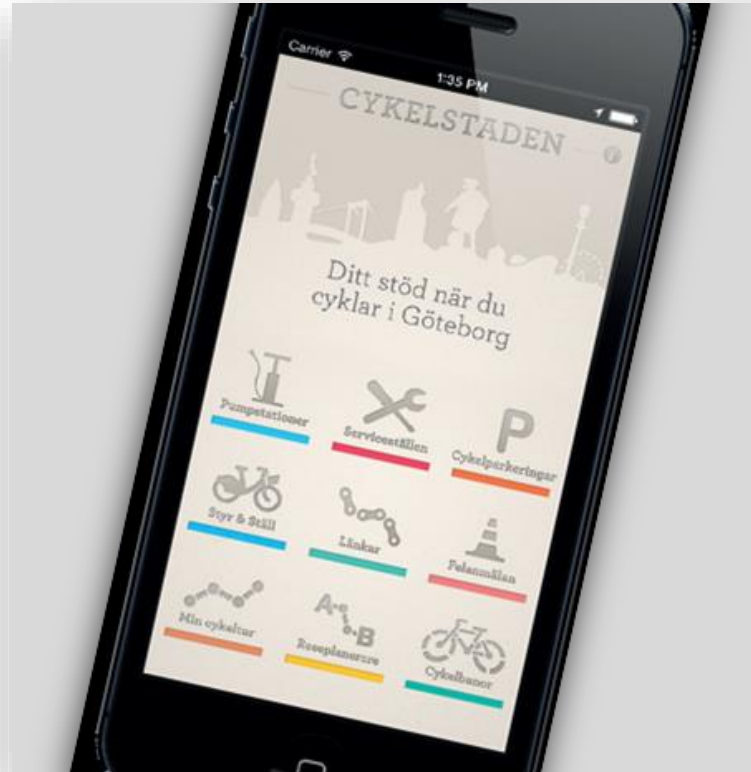 Carrier
1:35 PM
CYKELSTADEN
Ditt stöd när du
cyklar i Göteborg
Pumpstationer
Serviceställen
P
Cykelparkeringar
Styr & Ställ
Länkar
Felanmälan
Min cykeltur
A B
Reseplanerare
Cykelbanor